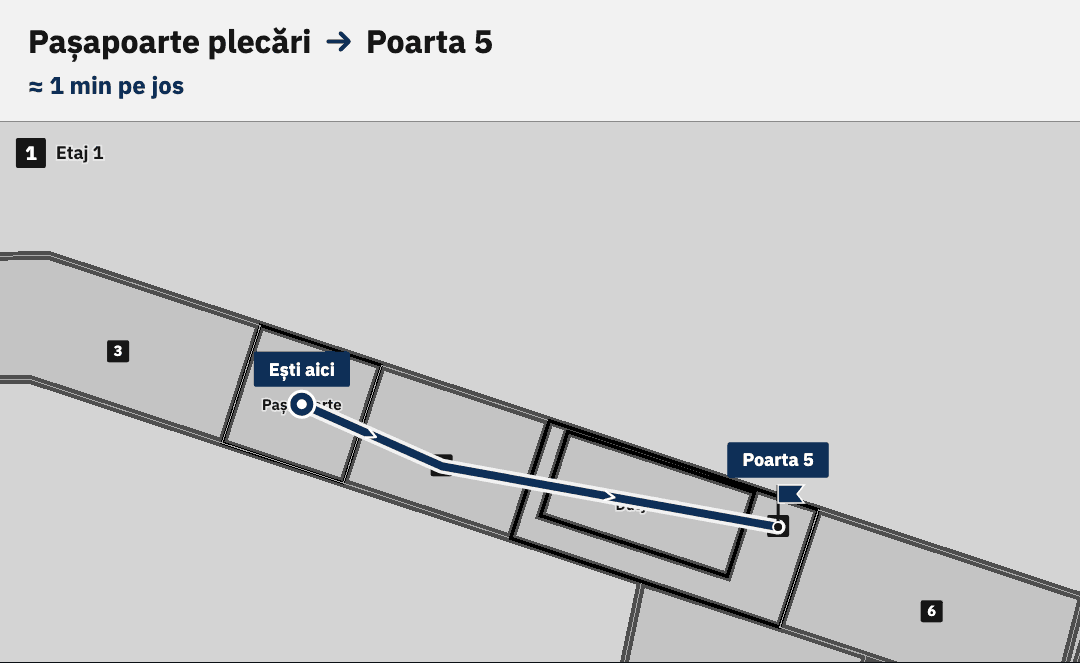 Pașapoarte plecări → Poarta 5
≈ 1 min pe jos
1 Etaj 1
3
Ești aici
Poarta 5
6